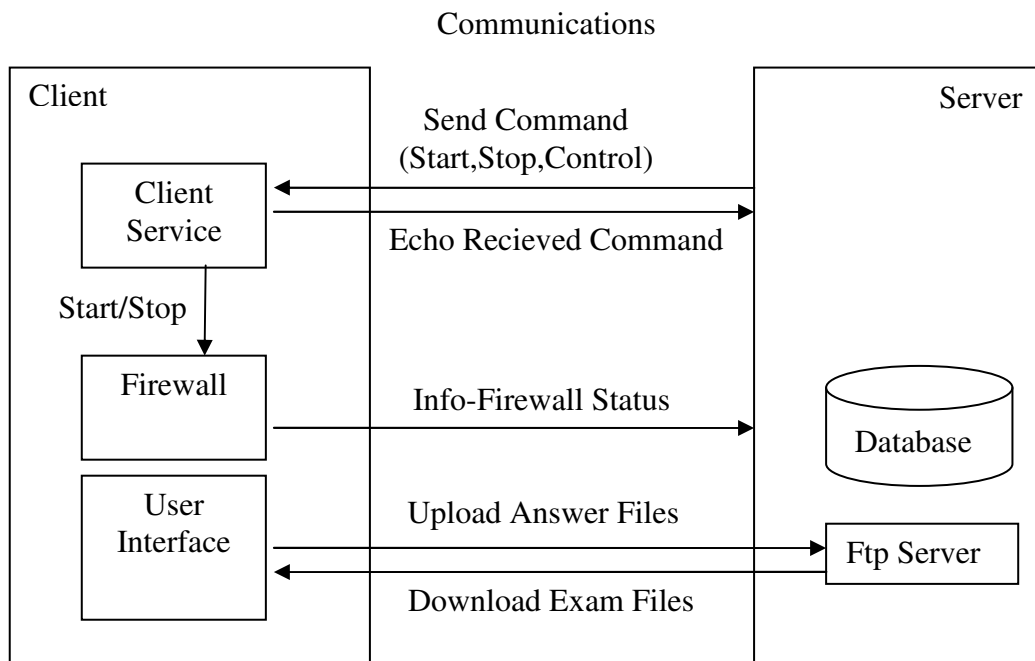 Communications
Client
Server
Send Command
(Start,Stop,Control)
Client
Service
Echo Recieved Command
Start/Stop
Firewall
Info-Firewall Status
Database
User
Interface
Upload Answer Files
Ftp Server
Download Exam Files